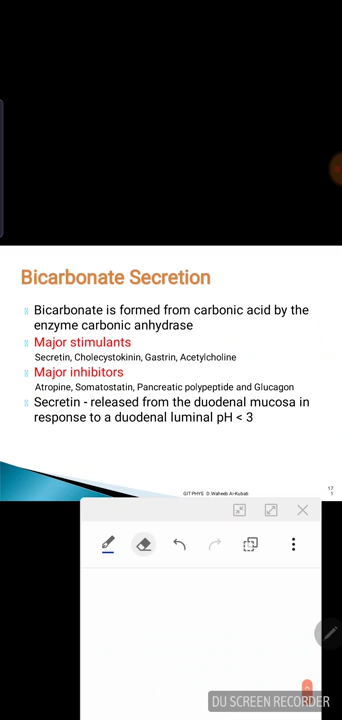 Bicarbonate Secretion
Bicarbonate is formed from carbonic acid by the
enzyme carbonic anhydrase
Major stimulants
Secretin, Cholecystokinin, Gastrin, Acetylcholine
Major inhibitors
Atropine, Somatostatin, Pancreatic polypeptide and Glucagon
Secretin - released from the duodenal mucosa in
response to a duodenal luminal pH < 3
GIT PHYS D.Waheeb Al-Kubati
17
1
DU SCREEN RECORDER